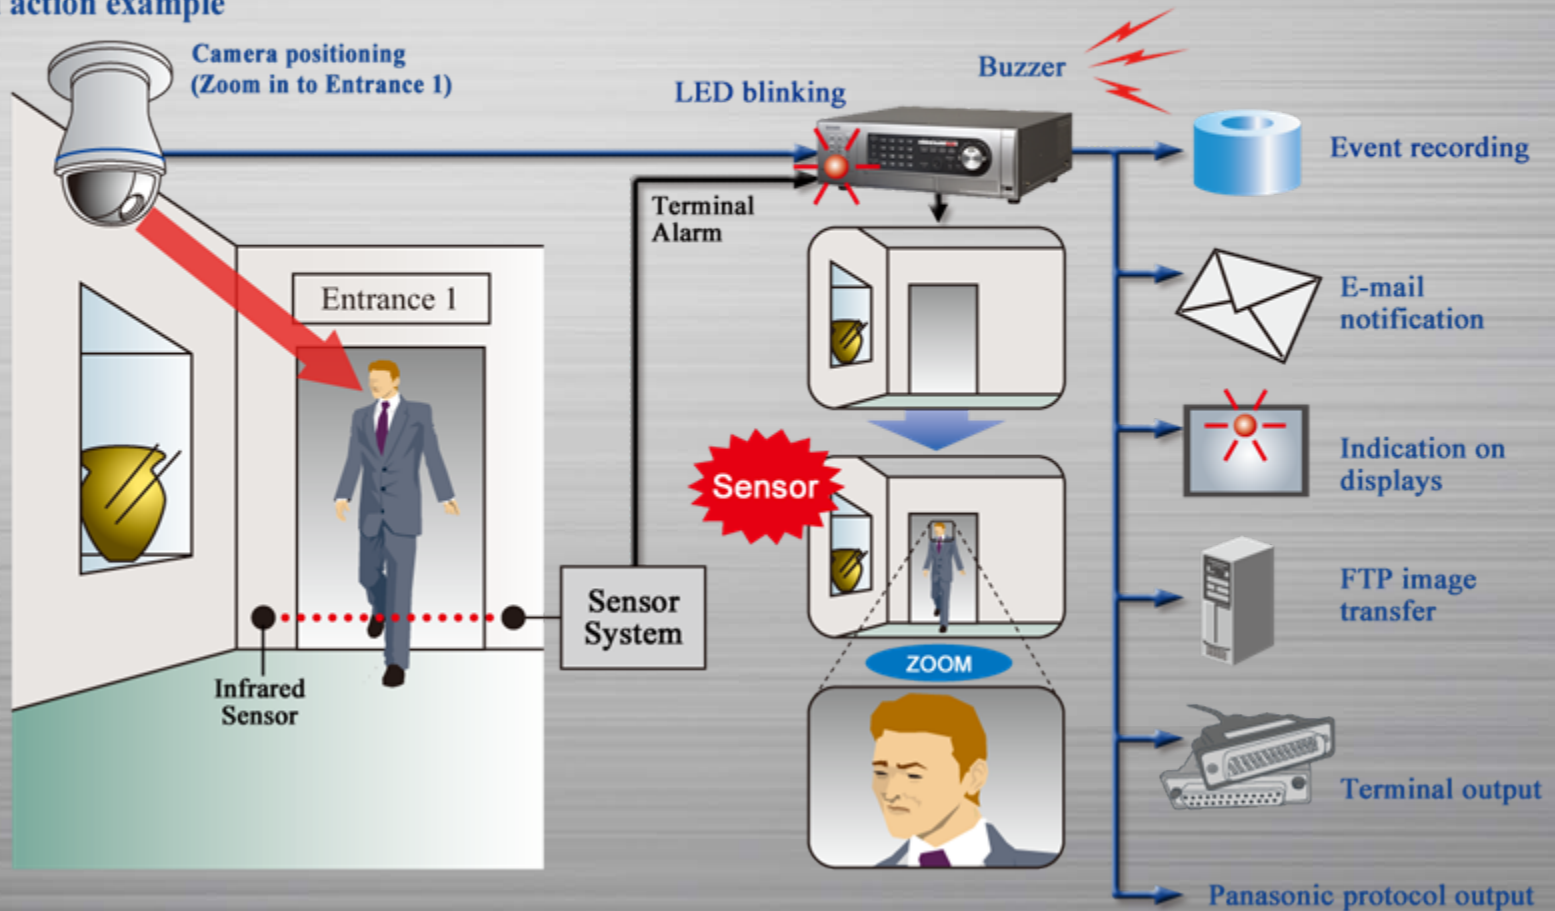 action example
Camera positioning
(Zoom in to Entrance 1)
LED blinking
Buzzer
Event recording
Terminal
Alarm
Entrance 1
E-mail
notification
Sensor
Indication on
displays
Sensor
System
FTP image
transfer
ZOOM
Infrared
Sensor
Terminal output
Panasonic protocol output